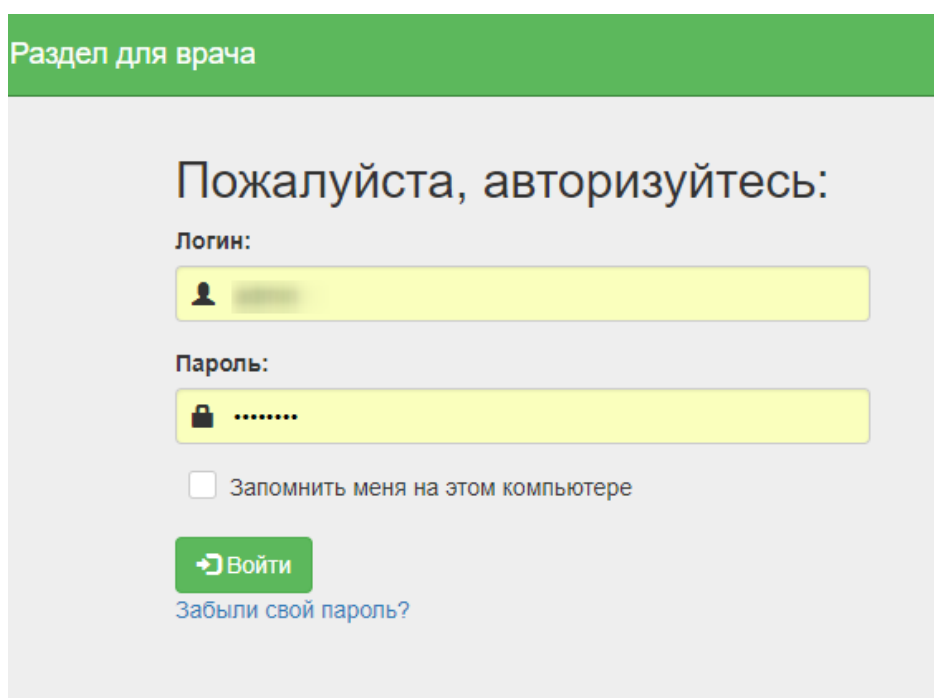 Раздел для врача
Пожалуйста, авторизуйтесь:
Логин:
Пароль:
••••••••
Запомнить меня на этом компьютере
Войти
Забыли свой пароль?